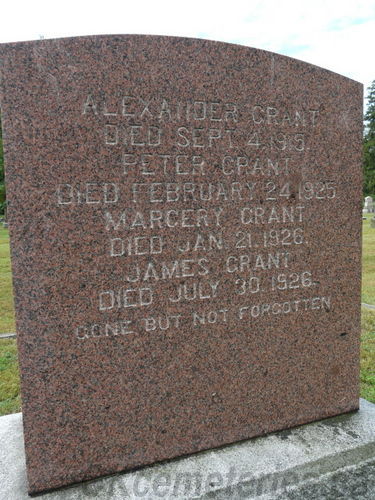 ALEXANDER GRANT
DIED SEPT. 4, 1915.
PETER GRANT
DIED FEBRUARY 24, 1925
MARGERY GRANT
DIED JAN. 21, 1926.
JAMES GRANT
DIED JULY 30, 1926.
GONE BUT NOT FORGOTTEN